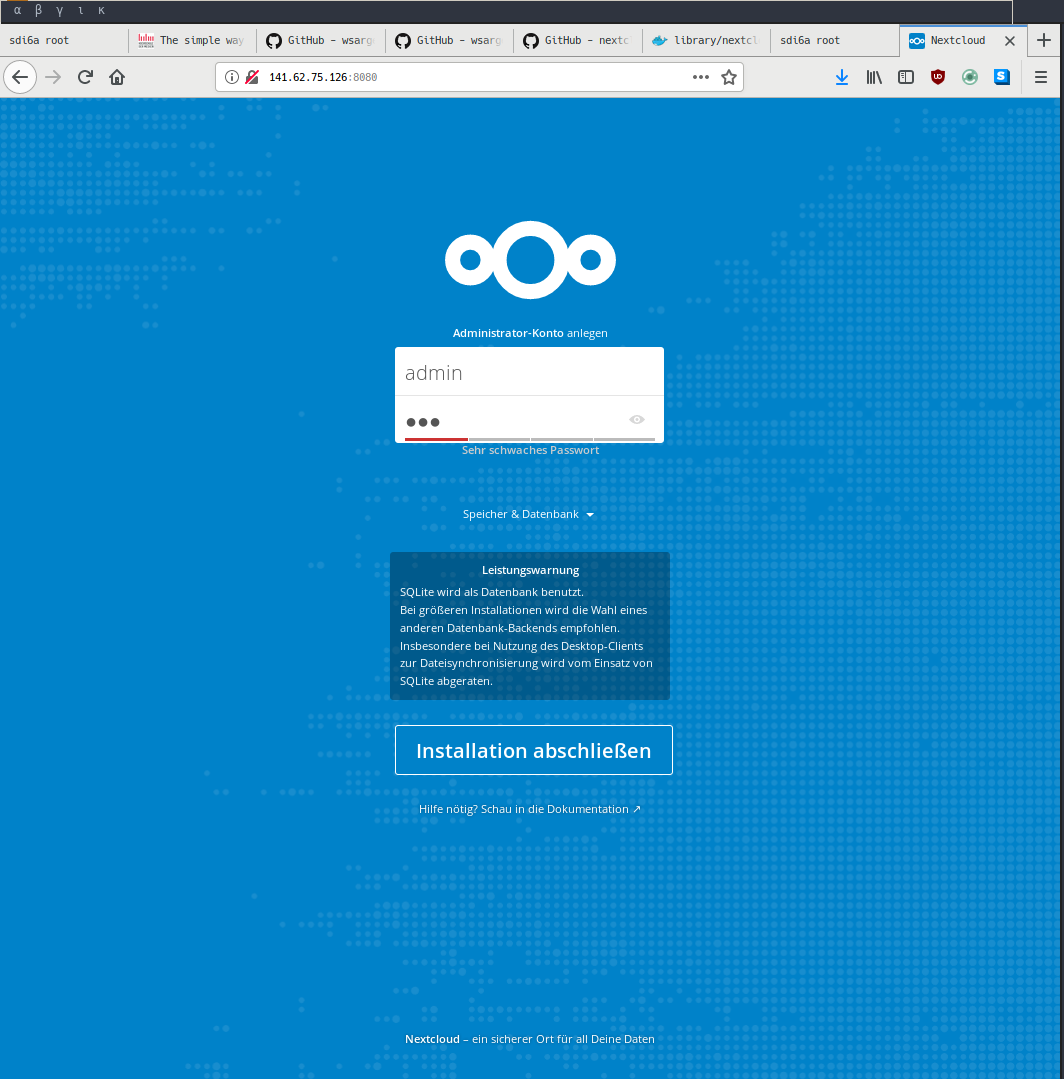 α β γ ι κ
sdi6a root
The simple way
GitHub - wsarg
GitHub - wsarg
GitHub - nextc
library/nextcl
sdi6a root
Nextcloud
141.62.75.126:8080
Administrator-Konto anlegen
admin
Sehr schwaches Passwort
Speicher & Datenbank
Leistungswarnung
SQLite wird als Datenbank benutzt.
Bei größeren Installationen wird die Wahl eines
anderen Datenbank-Backends empfohlen.
Insbesondere bei Nutzung des Desktop-Clients
zur Dateisynchronisierung wird vom Einsatz von
SQLite abgeraten.
Installation abschließen
Hilfe nötig? Schau in die Dokumentation ↗
Nextcloud – ein sicherer Ort für all Deine Daten